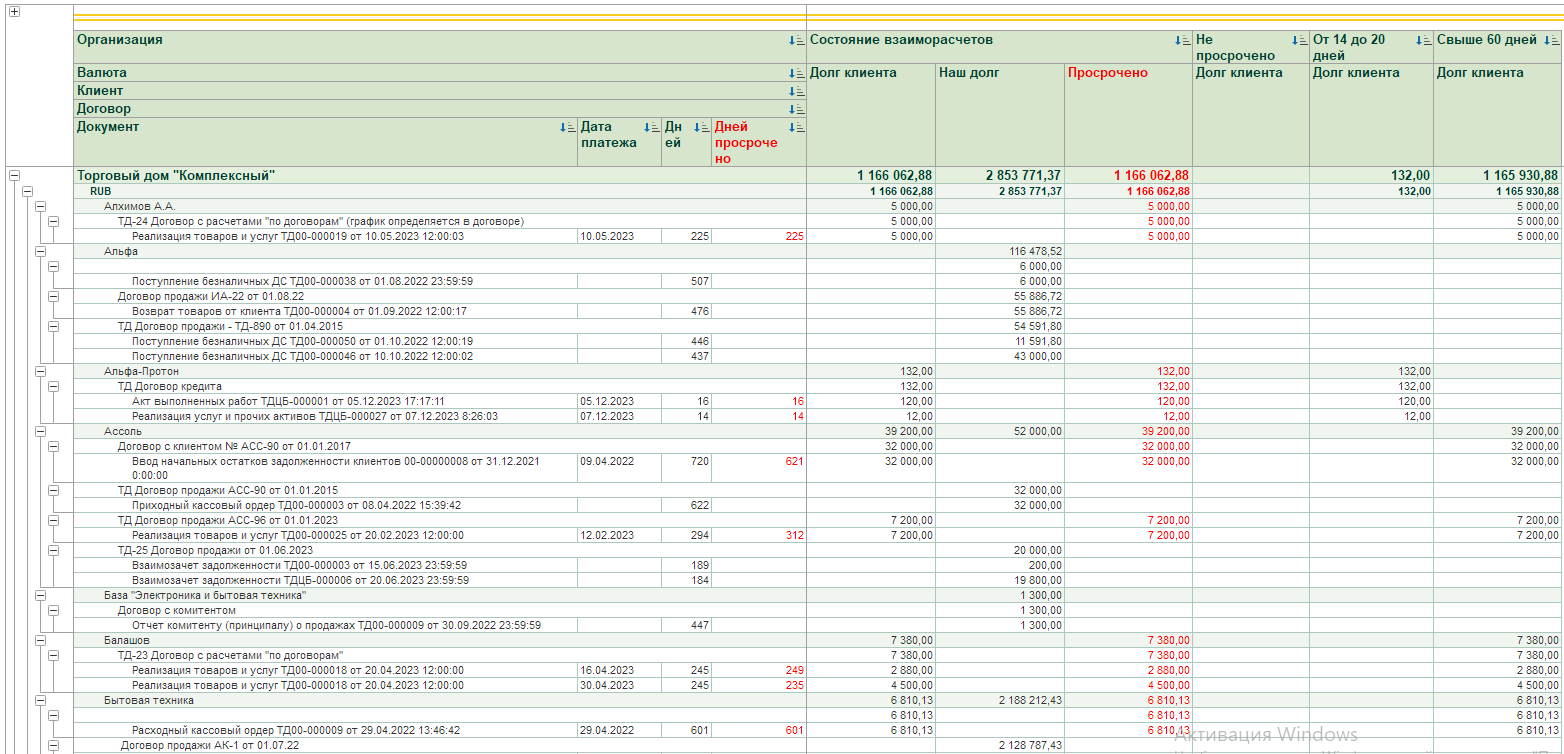 Организация Состояние взаиморасчетов Не просрочено От 14 до 20 дней Свыше 60 дней
Валюта Долг клиента Наш долг Просрочено Долг клиента Долг клиента Долг клиента
Клиент
Договор
Документ Дата платежа Дн ей Дней просроче но
Торговый дом "Комплексный" 1 166 062,88 2 853 771,37 1 166 062,88 132,00 1 165 930,88
RUB 1 166 062,88 2 853 771,37 1 166 062,88 132,00 1 165 930,88
Алхимов А.А. 5 000,00 5 000,00 5 000,00
ТД-24 Договор с расчетами "по договорам" (график определяется в договоре) 5 000,00 5 000,00 5 000,00
Реализация товаров и услуг ТД00-000019 от 10.05.2023 12:00:03 10.05.2023 225 225 5 000,00 5 000,00 5 000,00
Альфа 116 478,52
6 000,00
Поступление безналичных ДС ТД00-000038 от 01.08.2022 23:59:59 507 6 000,00
Договор продажи ИА-22 от 01.08.22 55 886,72
Возврат товаров от клиента ТД00-000004 от 01.09.2022 12:00:17 476 55 886,72
ТД Договор продажи - ТД-890 от 01.04.2015 54 591,80
Поступление безналичных ДС ТД00-000050 от 01.10.2022 12:00:19 446 11 591,80
Поступление безналичных ДС ТД00-000046 от 10.10.2022 12:00:02 437 43 000,00
Альфа-Протон 132,00 132,00 132,00
ТД Договор кредита 132,00 132,00 132,00
Акт выполненных работ ТДЦБ-000001 от 05.12.2023 17:17:11 05.12.2023 16 16 120,00 120,00 120,00
Реализация услуг и прочих активов ТДЦБ-000027 от 07.12.2023 8:26:03 07.12.2023 14 14 12,00 12,00 12,00
Ассоль 39 200,00 52 000,00 39 200,00 39 200,00
Договор с клиентом № АСС-90 от 01.01.2017 32 000,00 32 000,00 32 000,00
Ввод начальных остатков задолженности клиентов 00-00000008 от 31.12.2021 09.04.2022 720 621 32 000,00 32 000,00 32 000,00
0:00:00
ТД Договор продажи АСС-90 от 01.01.2015 32 000,00
Приходный кассовый ордер ТД00-000003 от 08.04.2022 15:39:42 622 32 000,00
ТД Договор продажи АСС-96 от 01.01.2023 7 200,00 7 200,00 7 200,00
Реализация товаров и услуг ТД00-000025 от 20.02.2023 12:00:00 12.02.2023 294 312 7 200,00 7 200,00 7 200,00
ТД-25 Договор продажи от 01.06.2023 20 000,00
Взаимозачет задолженности ТД00-000003 от 15.06.2023 23:59:59 189 200,00
Взаимозачет задолженности ТДЦБ-000006 от 20.06.2023 23:59:59 184 19 800,00
База "Электроника и бытовая техника" 1 300,00
Договор с комитентом 1 300,00
Отчет комитенту (принципалу) о продажах ТД00-000009 от 30.09.2022 23:59:59 447 1 300,00
Балашов 7 380,00 7 380,00 7 380,00
ТД-23 Договор с расчетами "по договорам" 7 380,00 7 380,00 7 380,00
Реализация товаров и услуг ТД00-000018 от 20.04.2023 12:00:00 16.04.2023 245 249 2 880,00 2 880,00 2 880,00
Реализация товаров и услуг ТД00-000018 от 20.04.2023 12:00:00 30.04.2023 245 235 4 500,00 4 500,00 4 500,00
Бытовая техника 6 810,13 2 188 212,43 6 810,13 6 810,13
6 810,13 6 810,13 6 810,13
Расходный кассовый ордер ТД00-000009 от 29.04.2022 13:46:42 29.04.2022 601 601 6 810,13 6 810,13 6 810,13
Активация Windows
Договор продажи АК-1 от 01.07.22 2 128 787,43